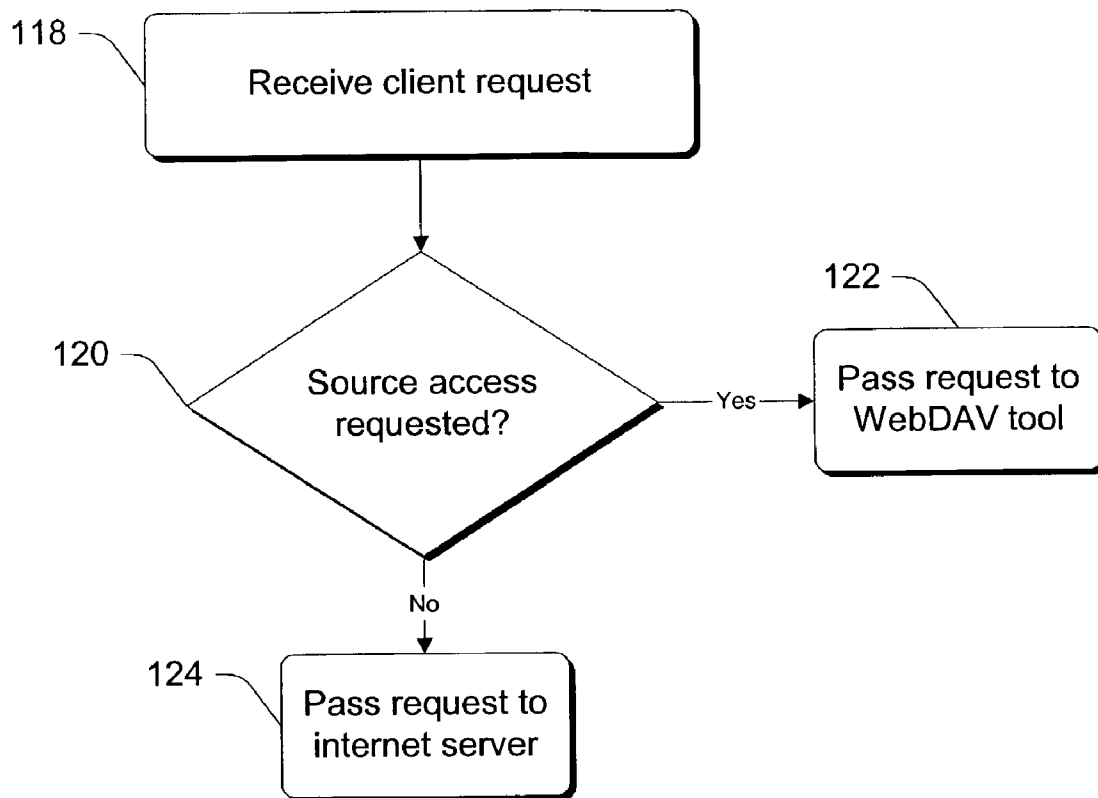 118
Receive client request
120
Source access
requested?
Yes
122
Pass request to
WebDAV tool
No
124
Pass request to
internet server